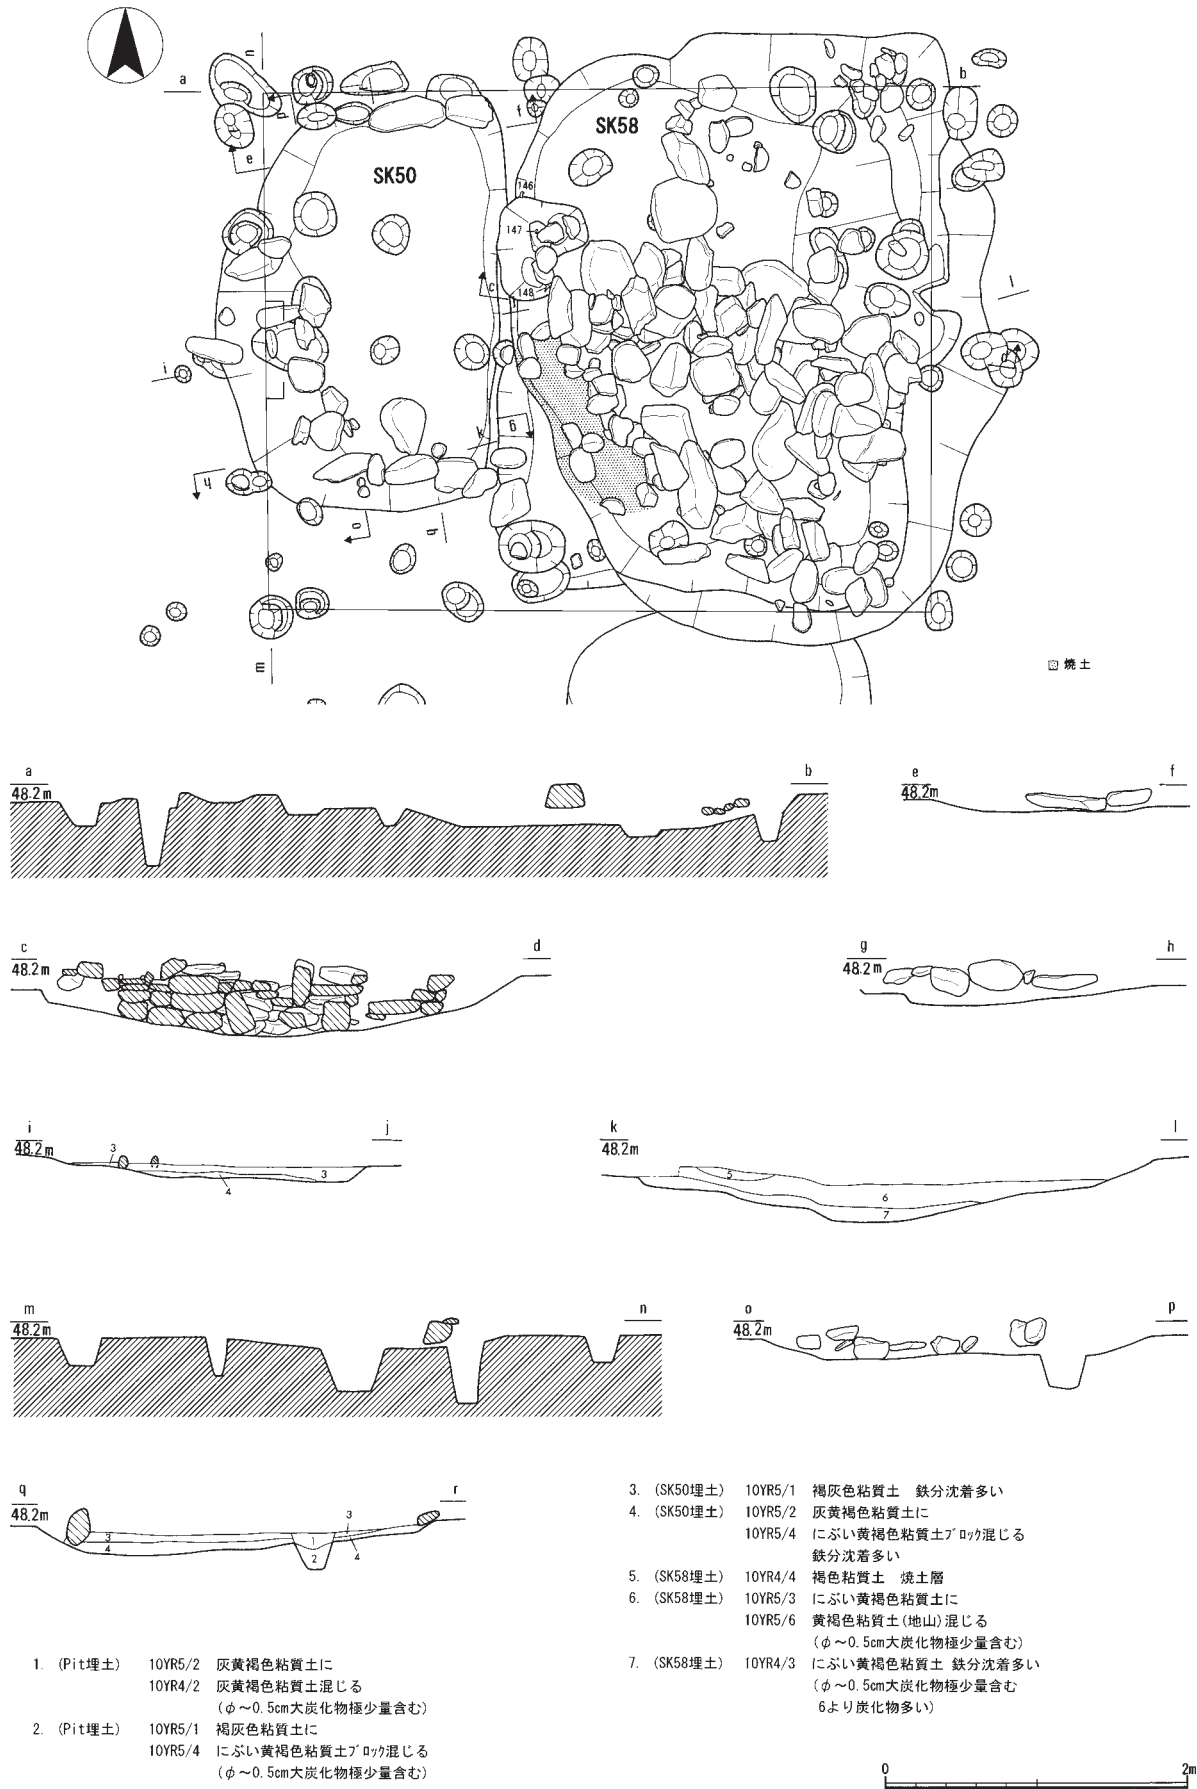 n
a
b
SK58
f
d
e
SK50
146
147
c
148
l
i
k
g
h
o
q
m
焼土
a
b
48.2m
e
f
48.2m
c
d
48.2m
g
h
48.2m
i
j
48.2m
3
3
4
k
l
48.2m
5
6
7
m
n
48.2m
o
p
48.2m
q
r
48.2m
3
3
4
1
2
4
3. (SK50埋土) 10YR5/1 褐灰色粘質土 鉄分沈着多い
4. (SK50埋土) 10YR5/2 灰黄褐色粘質土に
10YR5/4 にぶい黄褐色粘質土ブロック混じる
鉄分沈着多い
5. (SK58埋土) 10YR4/4 褐色粘質土 焼土層
6. (SK58埋土) 10YR5/3 にぶい黄褐色粘質土に
10YR5/6 黄褐色粘質土(地山)混じる
(φ～0.5cm大炭化物極少量含む)
7. (SK58埋土) 10YR4/3 にぶい黄褐色粘質土 鉄分沈着多い
(φ～0.5cm大炭化物少量含む
6より炭化物多い)
1. (Pit埋土) 10YR5/2 灰黄褐色粘質土に
10YR4/2 灰黄褐色粘質土混じる
(φ～0.5cm大炭化物極少量含む)
2. (Pit埋土) 10YR5/1 褐灰色粘質土に
10YR5/4 にぶい黄褐色粘質土ブロック混じる
(φ～0.5cm大炭化物極少量含む)
0 2m